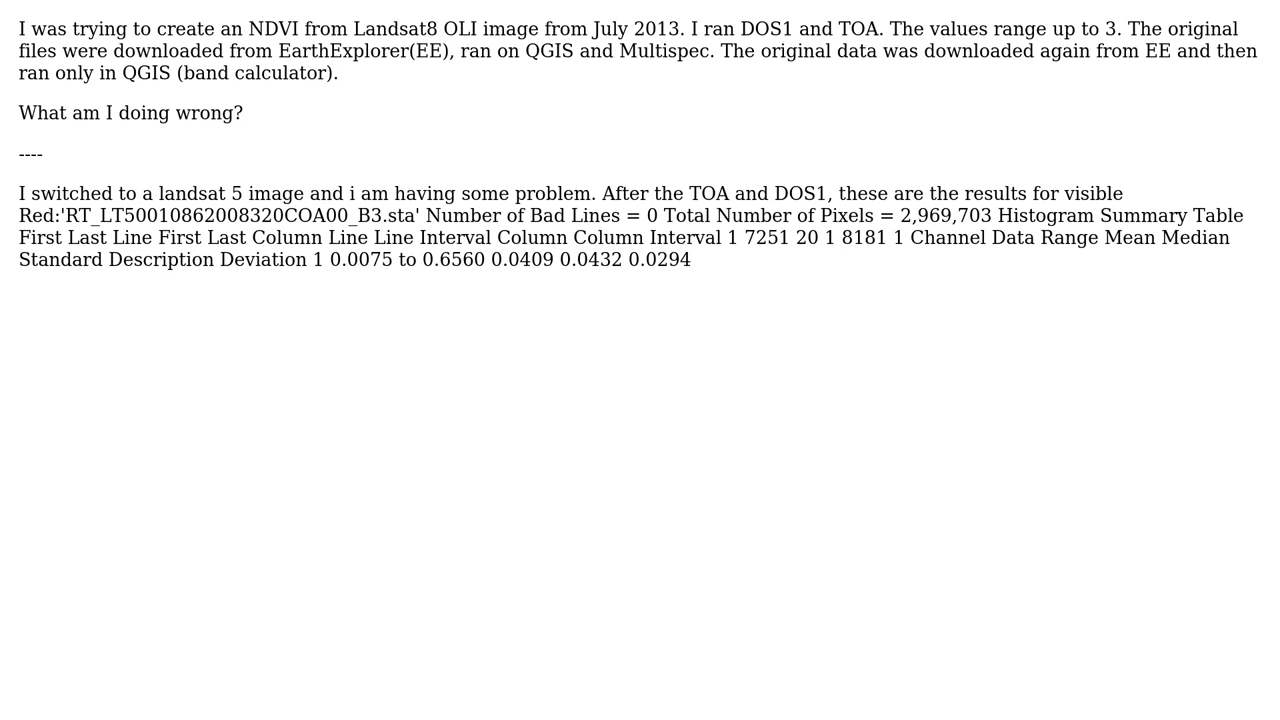 I was trying to create an NDVI from Landsat8 OLI image from July 2013. I ran DOS1 and TOA. The values range up to 3. The original
files were downloaded from EarthExplorer(EE), ran on QGIS and Multispec. The original data was downloaded again from EE and then
ran only in QGIS (band calculator).
What am I doing wrong?
----
I switched to a landsat 5 image and i am having some problem. After the TOA and DOS1, these are the results for visible
Red:'RT_LT50010862008320COA00_B3.sta' Number of Bad Lines = 0 Total Number of Pixels = 2,969,703 Histogram Summary Table
First Last Line First Last Column Line Line Interval Column Column Interval 1 7251 20 1 8181 1 Channel Data Range Mean Median
Standard Description Deviation 1 0.0075 to 0.6560 0.0409 0.0432 0.0294